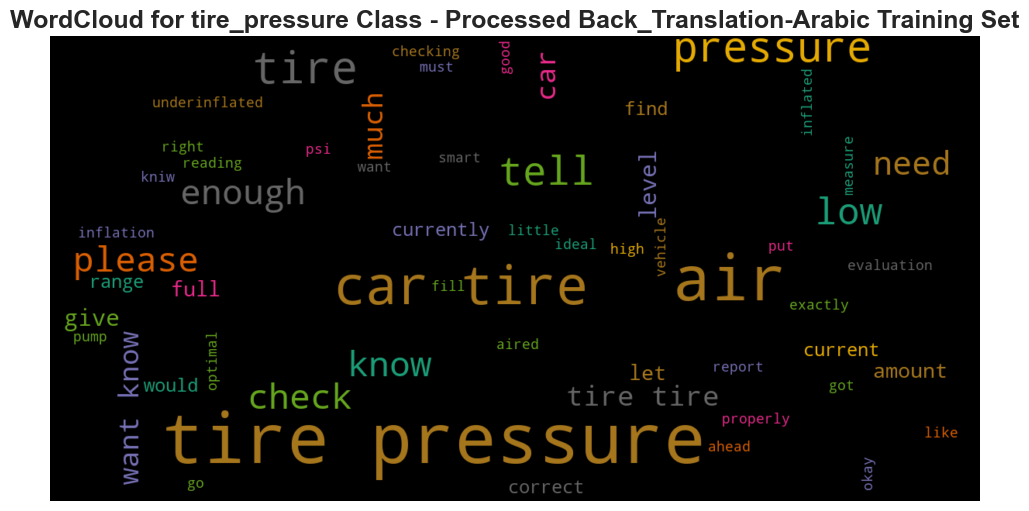 WordCloud for tire_pressure Class - Processed Back_Translation-Arabic Training Set
tire
checking
must
good
car
pressure
underinflated
much
find
inflated
right
reading
psi
want
smart
tell
level
measure
need
kniw
enough
low
inflation
currently
little
ideal
high
vehicle
put
please
range
full
car tire
fill
air
evaluation
exactly
give
pump
want know
optimal
aired
current
know
would
let
report
amount
got
check
tire tire
properly
like
tire pressure
ahead
go
correct
okay